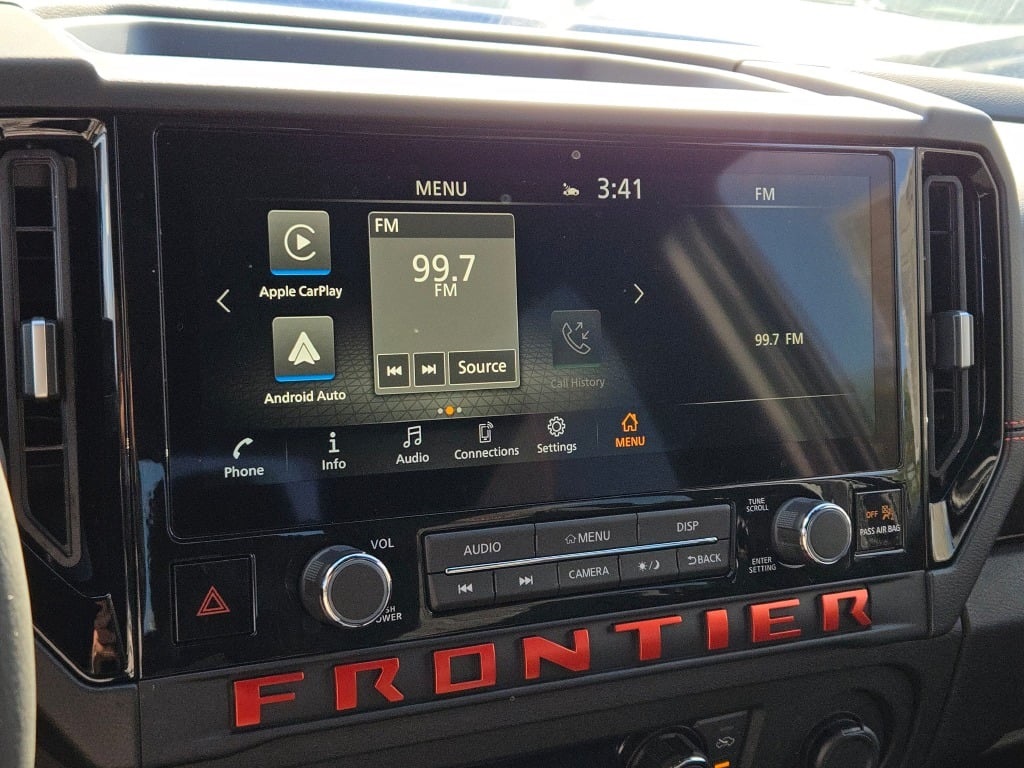 MENU
3:41
FM
FM
99.7
FM
Source
Apple CarPlay
Android Auto
Call History
99.7 FM
Phone
Info
Audio
Connections
Settings
MENU
VOL
AUDIO
MENU
DISP
CAMERA
BACK
TUNE
SCROLL
ENTER
SETTING
OFF
PASS AIR BAG
FRONTIER